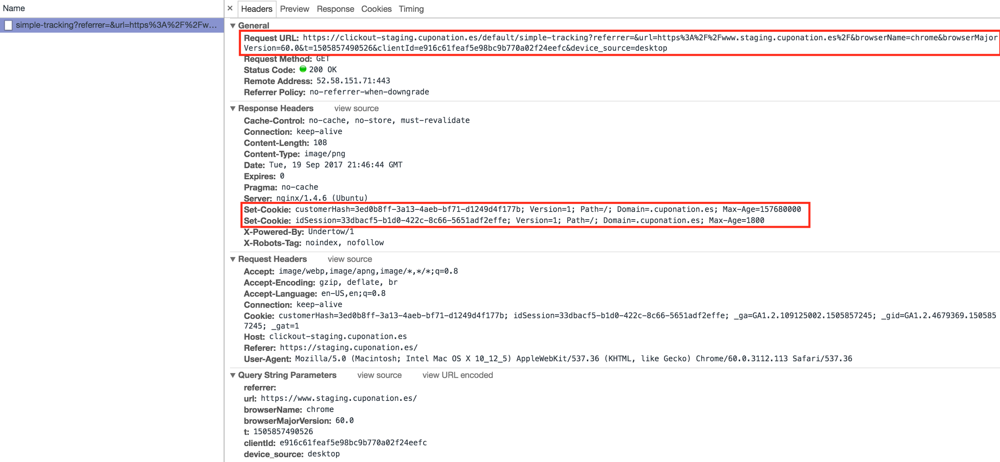 Name
simple-tracking?referrer=&url=https%3A%2F%2Fw…
× Headers Preview Response Cookies Timing
General
Request URL: https://clickout-staging.cuponation.es/default/simple-tracking?referrer=&url=https%3A%2F%2Fwww.staging.cuponation.es%2F&browserName=chrome&browserMajor
Version=60.0&t=1505857490526&clientId=e916c61feaf5e98bc9b770a02f24eefc&device_source=desktop
Request Method: GET
Status Code: 200 OK
Remote Address: 52.58.151.71:443
Referrer Policy: no-referrer-when-downgrade
Response Headers view source
Cache-Control: no-cache, no-store, must-revalidate
Connection: keep-alive
Content-Length: 108
Content-Type: image/png
Date: Tue, 19 Sep 2017 21:46:44 GMT
Expires: 0
Pragma: no-cache
Server: nginx/1.4.6 (Ubuntu)
Set-Cookie: customerHash=3ed0b8ff-3a13-4aeb-bf71-d1249d4f177b; Version=1; Path=/; Domain=.cuponation.es; Max-Age=157680000
Set-Cookie: idSession=33dbacf5-b1d0-422c-8c66-5651adf2effe; Version=1; Path=/; Domain=.cuponation.es; Max-Age=1800
X-Powered-By: Undertow/1
X-Robots-Tag: noindex, nofollow
Request Headers view source
Accept: image/webp,image/apng,image/*,*/*;q=0.8
Accept-Encoding: gzip, deflate, br
Accept-Language: en-US,en;q=0.8
Connection: keep-alive
Cookie: customerHash=3ed0b8ff-3a13-4aeb-bf71-d1249d4f177b; idSession=33dbacf5-b1d0-422c-8c66-5651adf2effe; _ga=GA1.2.109125002.1505857245; _gid=GA1.2.4679369.150585
7245; _gat=1
Host: clickout-staging.cuponation.es
Referer: https://staging.cuponation.es/
User-Agent: Mozilla/5.0 (Macintosh; Intel Mac OS X 10_12_5) AppleWebKit/537.36 (KHTML, like Gecko) Chrome/60.0.3112.113 Safari/537.36
Query String Parameters view source view URL encoded
referrer:
url: https://www.staging.cuponation.es/
browserName: chrome
browserMajorVersion: 60.0
t: 1505857490526
clientId: e916c61feaf5e98bc9b770a02f24eefc
device_source: desktop